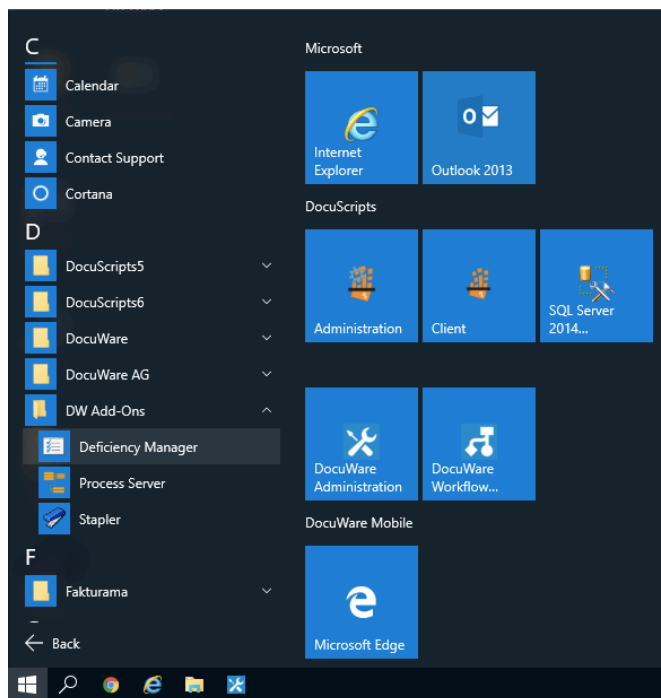 C
Calendar
Camera
Contact Support
Cortana
D
DocuScripts5
DocuScripts6
DocuWare
DocuWare AG
DW Add-Ons
Deficiency Manager
Process Server
Stapler
F
Fakturama
Back
Microsoft
Internet
Explorer
Outlook 2013
DocuScripts
Administration
Client
SQL Server
2014...
DocuWare
Administration
DocuWare
Workflow...
DocuWare Mobile
Microsoft Edge